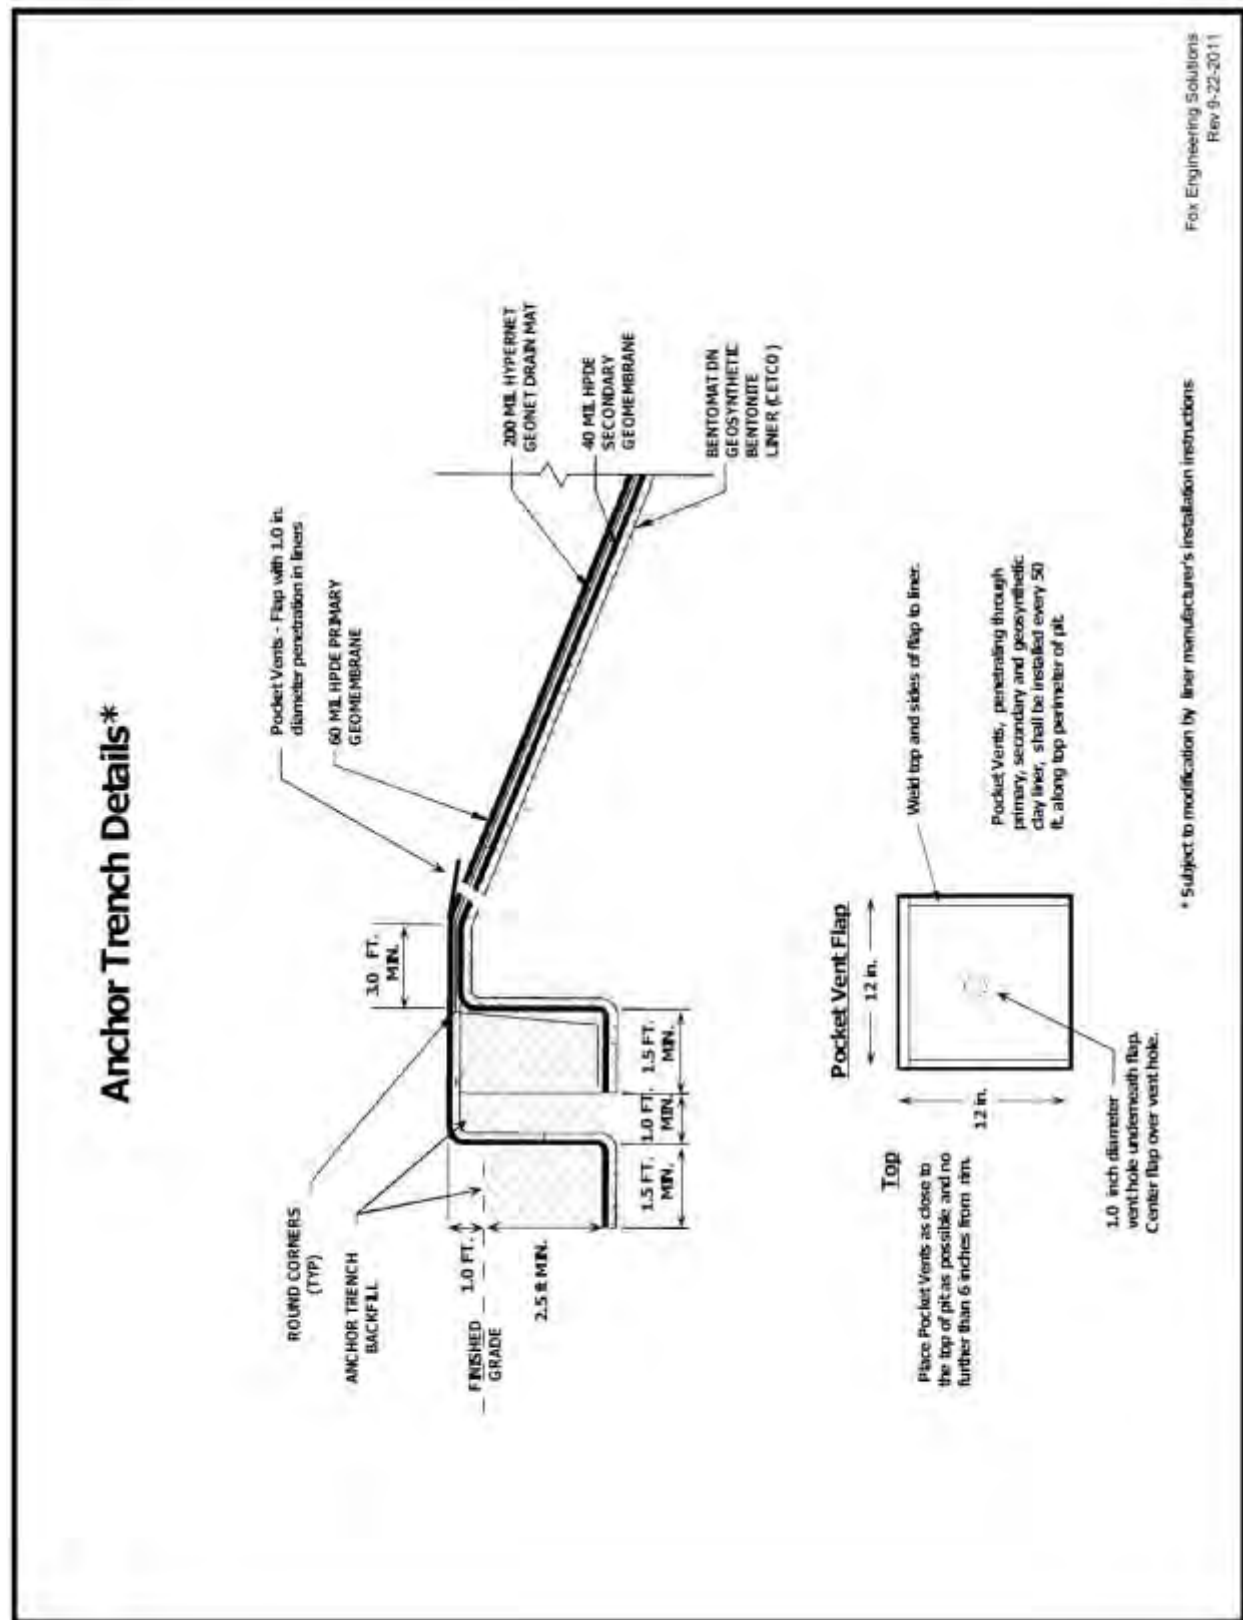 Anchor Trench Details*
Pocket Vents - Flap with 1.0 in.
diameter penetration in liners
60 MIL HPDE PRIMARY
GEOMEMBRANE
200 MIL HYPERNET
GEONET DRAIN MAT
40 MIL HPDE
SECONDARY
GEOMEMBRANE
BENTOMAT DN
GEOSYNTHETIC
BENTONITE
LINER (CETCO)
ROUND CORNERS
(TYP)
ANCHOR TRENCH
BACKFILL
3.0 FT.
MIN.
FINISHED
GRADE
1.0 FT.
2.5 ft MIN.
1.5 FT.
MIN.
1.0 FT.
MIN.
1.5 FT.
MIN.
Pocket Vent Flap
12 in.
Top
12 in.
Place Pocket Vents as close to
the top of pit as possible and no
further than 6 inches from rim.
Weld top and sides of flap to liner.
Pocket Vents, penetrating through
primary, secondary and geosynthetic
clay liner, shall be installed every 50
ft. along top perimeter of pit.
1.0 inch diameter
vent hole underneath flap.
Center flap over vent hole.
* Subject to modification by liner manufacturer's installation instructions
Fox Engineering Solutions
Rev 9-22-2011